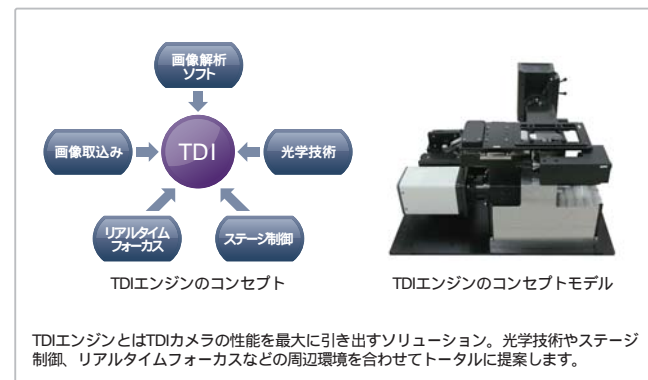 画像解析
ソフト
画像取込み
TDI
光学技術
リアルタイム
フォーカス
ステージ制御
TDIエンジンのコンセプト
TDIエンジンのコンセプトモデル
TDIエンジンとはTDIカメラの性能を最大に引き出すソリューション。光学技術やステージ
制御、リアルタイムフォーカスなどの周辺環境を合わせてトータルに提案します。